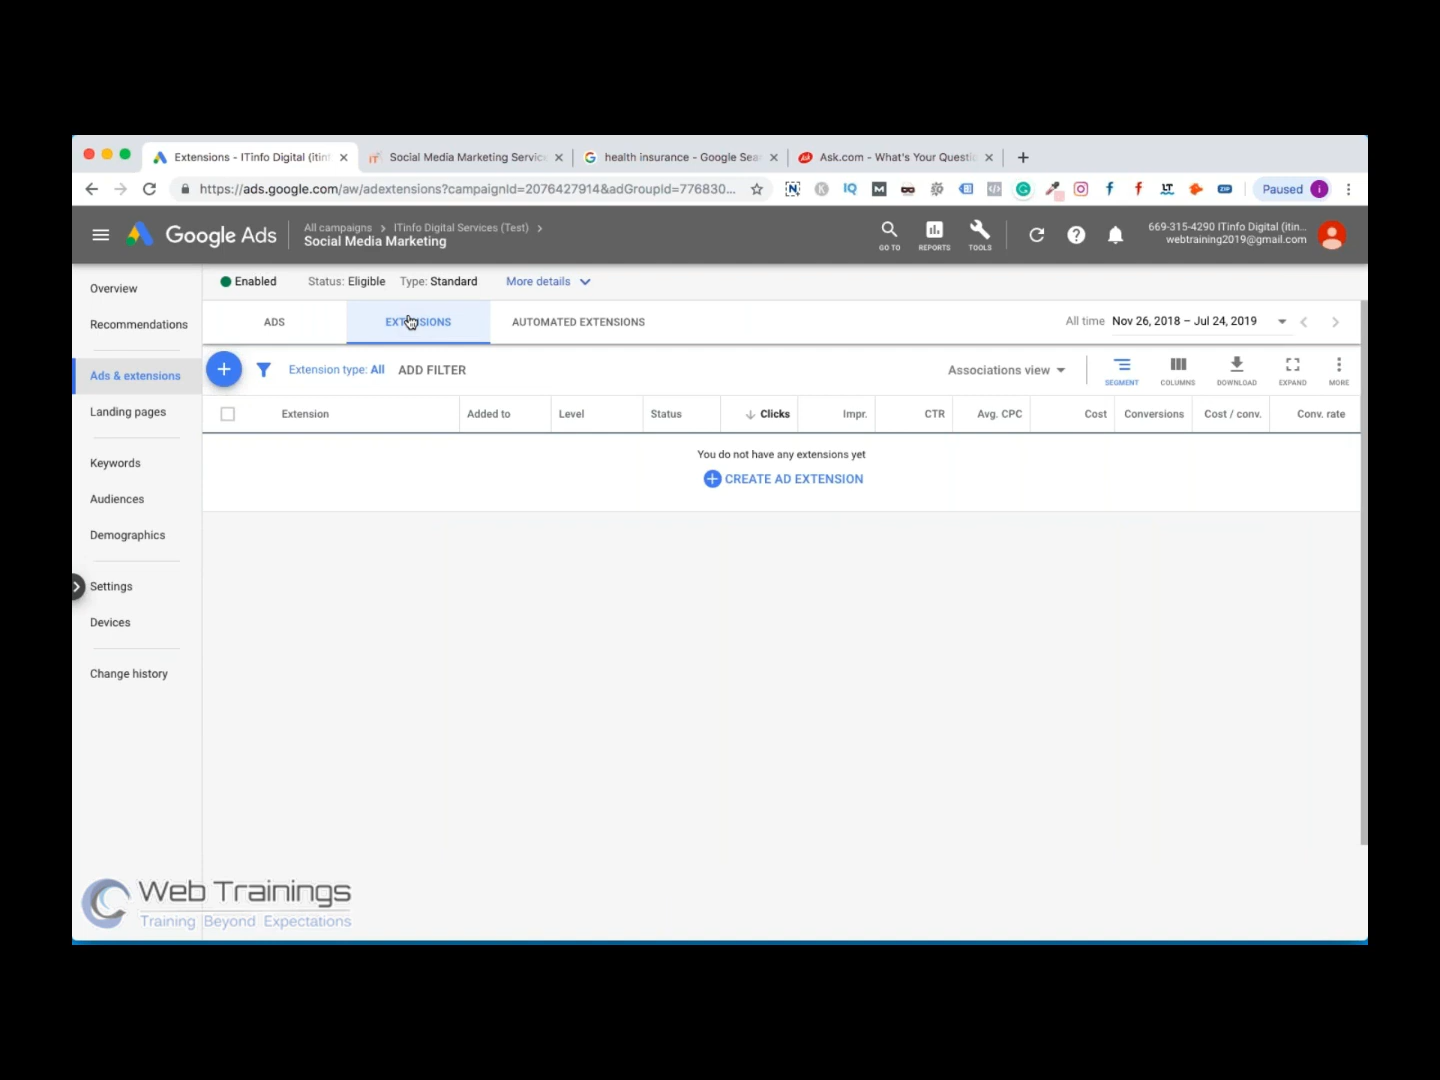 Extensions - ITinfo Digital (itinf
Social Media Marketing Servic
health insurance - Google Sea
Ask.com - What's Your Questio
https://ads.google.com/aw/adextensions?campaignId=2076427914&adGroupId=776830...
Paused i
Google Ads
All campaigns > ITinfo Digital Services (Test) >
Social Media Marketing
GO TO
REPORTS
TOOLS
669-315-4290 ITinfo Digital (itin...
webtraining2019@gmail.com
Overview
Recommendations
Ads & extensions
Landing pages
Keywords
Audiences
Demographics
Settings
Devices
Change history
Enabled Status: Eligible Type: Standard More details
ADS EXTENSIONS AUTOMATED EXTENSIONS
All time Nov 26, 2018 – Jul 24, 2019
Extension type: All ADD FILTER
Associations view
SEGMENT COLUMNS DOWNLOAD EXPAND MORE
Extension Added to Level Status Clicks Impr. CTR Avg. CPC Cost Conversions Cost / conv. Conv. rate
You do not have any extensions yet
CREATE AD EXTENSION
Web Trainings
Training Beyond Expectations